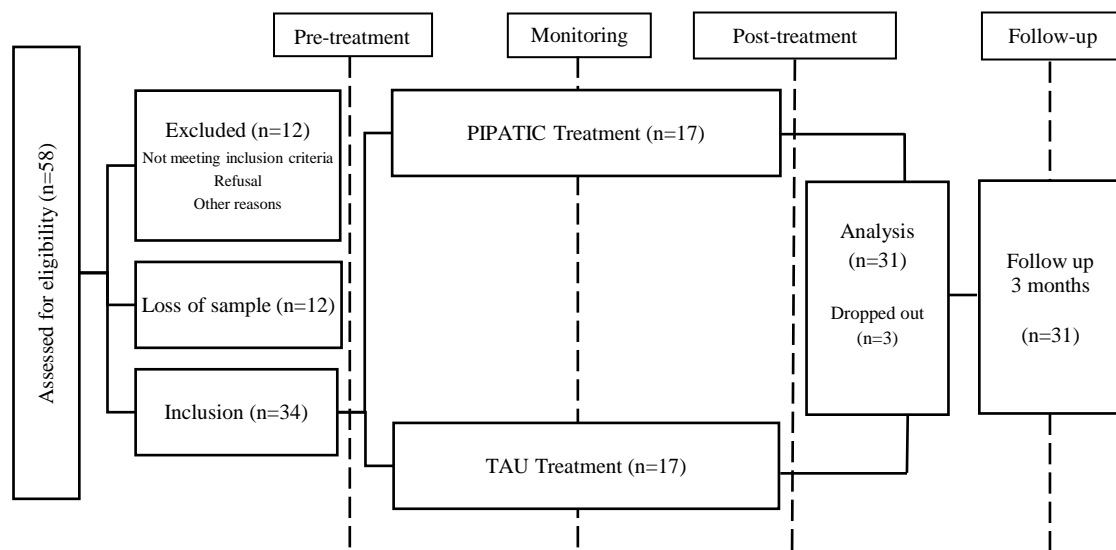 Pre-treatment
Monitoring
Post-treatment
Follow-up
Assessed for eligibility (n=58)
Excluded (n=12)
Not meeting inclusion criteria
Refusal
Other reasons
Loss of sample (n=12)
Inclusion (n=34)
PIPATIC Treatment (n=17)
TAU Treatment (n=17)
Analysis
(n=31)
Dropped out
(n=3)
Follow up
3 months
(n=31)